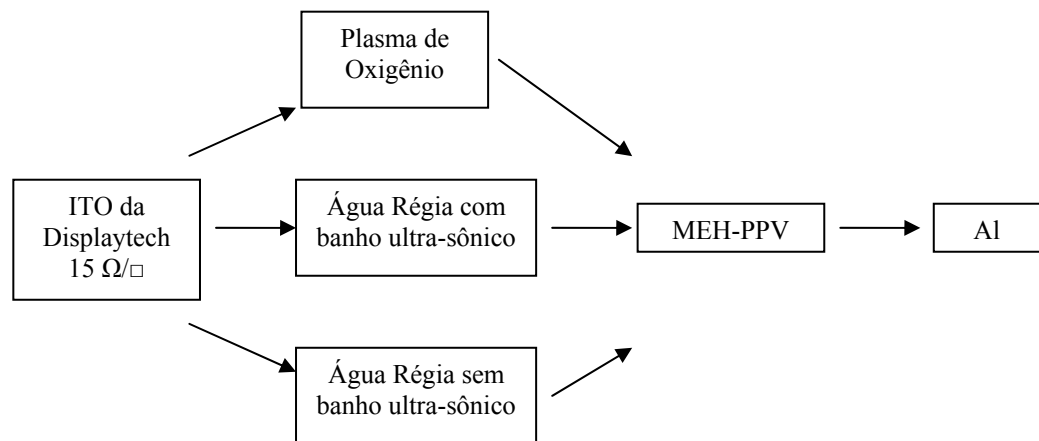 Plasma de
Oxigênio
ITO da
Displaytech
15 Ω/□
Água Régia com
banho ultra-sônico
MEH-PPV
Al
Água Régia sem
banho ultra-sônico